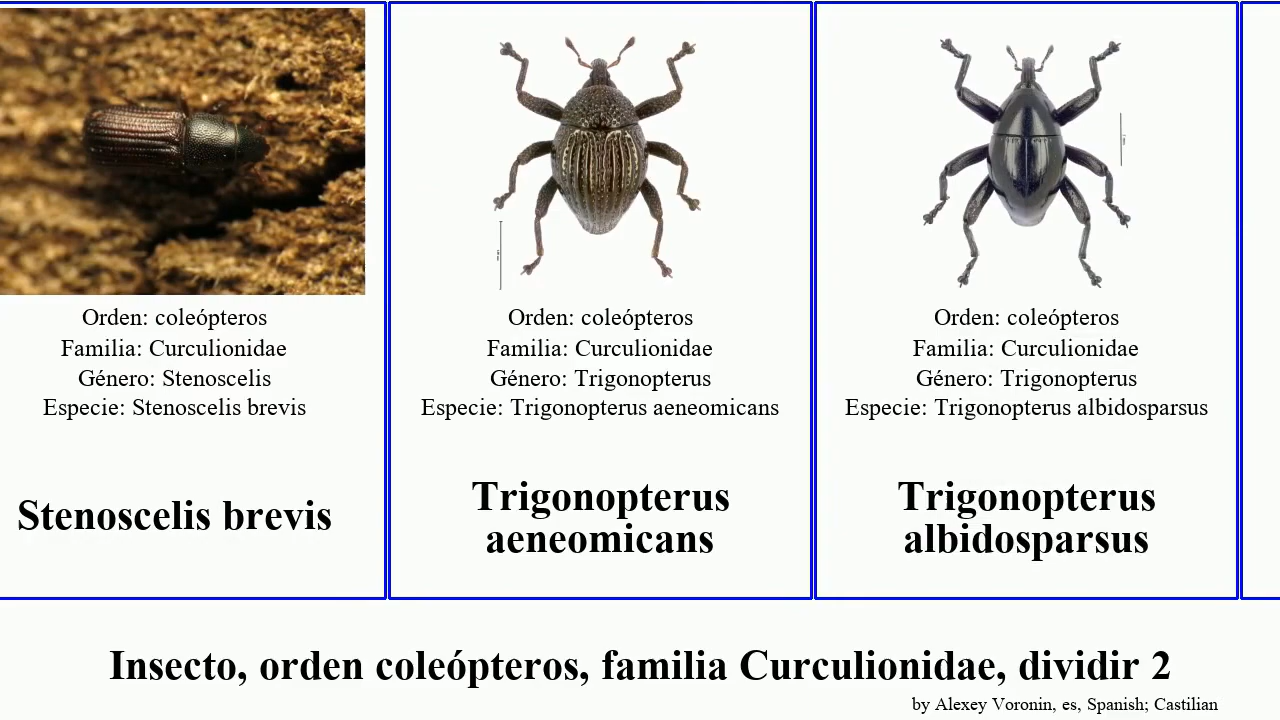 Orden: coleópteros
Familia: Curculionidae
Género: Stenoscelis
Especie: Stenoscelis brevis
Stenoscelis brevis
Orden: coleópteros
Familia: Curculionidae
Género: Trigonopterus
Especie: Trigonopterus aeneomicans
Trigonopterus
aeneomicans
Orden: coleópteros
Familia: Curculionidae
Género: Trigonopterus
Especie: Trigonopterus albidosparsus
Trigonopterus
albidosparsus
Insecto, orden coleópteros, familia Curculionidae, dividir 2
by Alexey Voronin, es, Spanish; Castilian